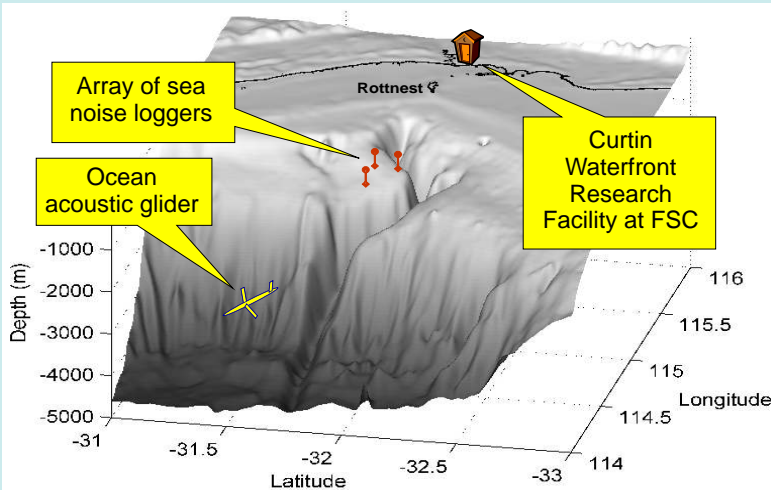 Array of sea
noise loggers
Rottnest
Curtin
Waterfront
Research
Facility at FSC
Ocean
acoustic glider
Depth (m)
-1000
-2000
-3000
-4000
-5000
-31
-31.5
-32
-32.5
-33
Latitude
114
114.5
115
115.5
116
Longitude